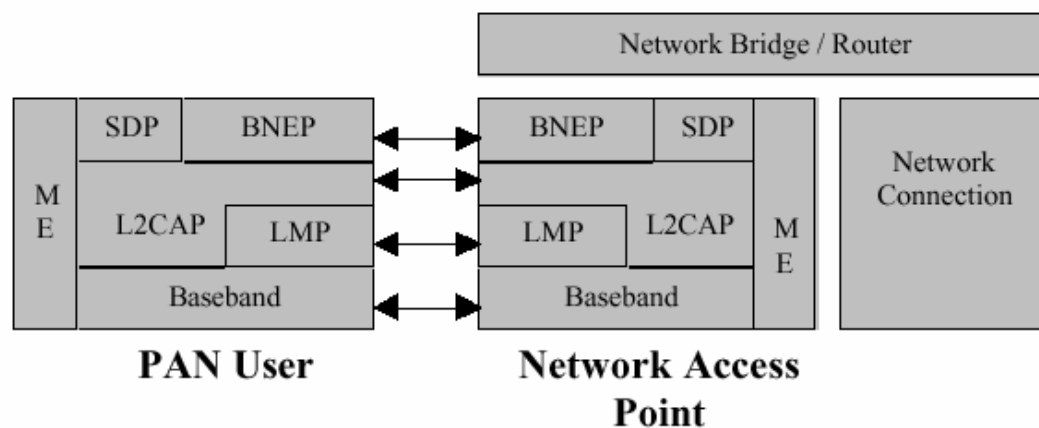 Network Bridge / Router
SDP
BNEP
BNEP
SDP
Network
Connection
M
E
L2CAP
LMP
LMP
L2CAP
M
E
Baseband
Baseband
PAN User
Network Access
Point